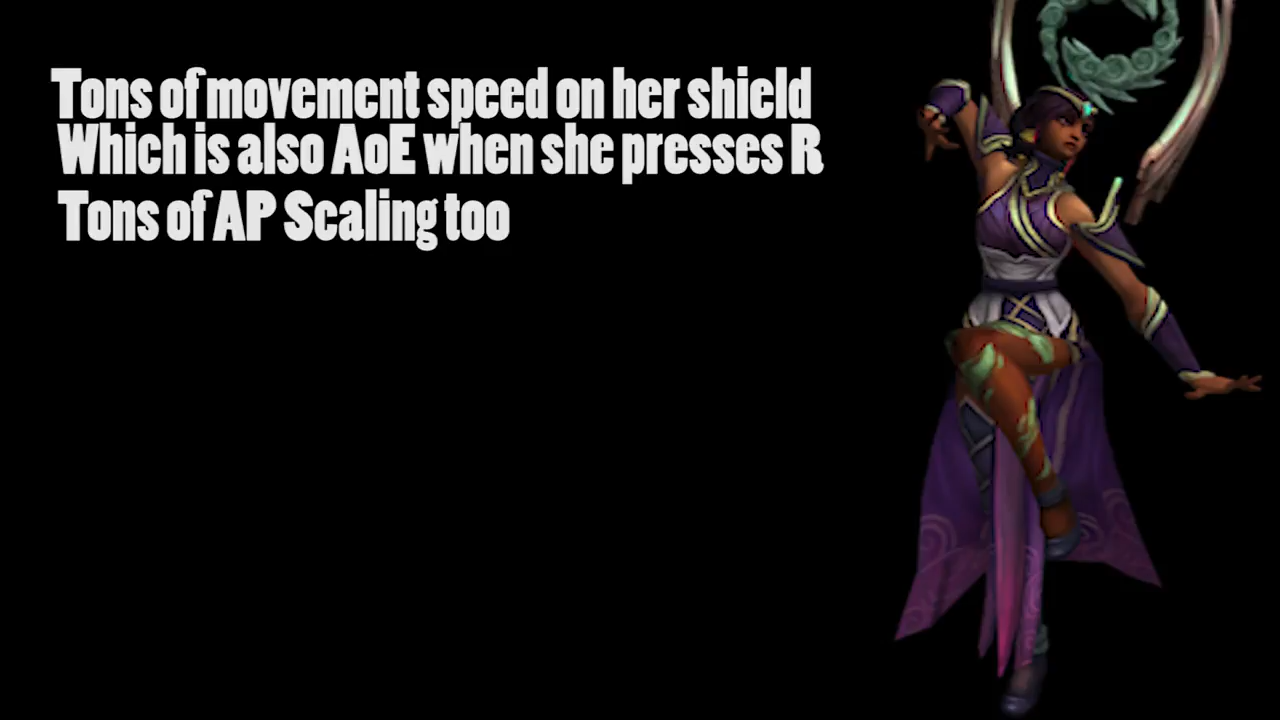 Tons of movement speed on her shield
Which is also AoE when she presses R
Tons of AP Scaling too